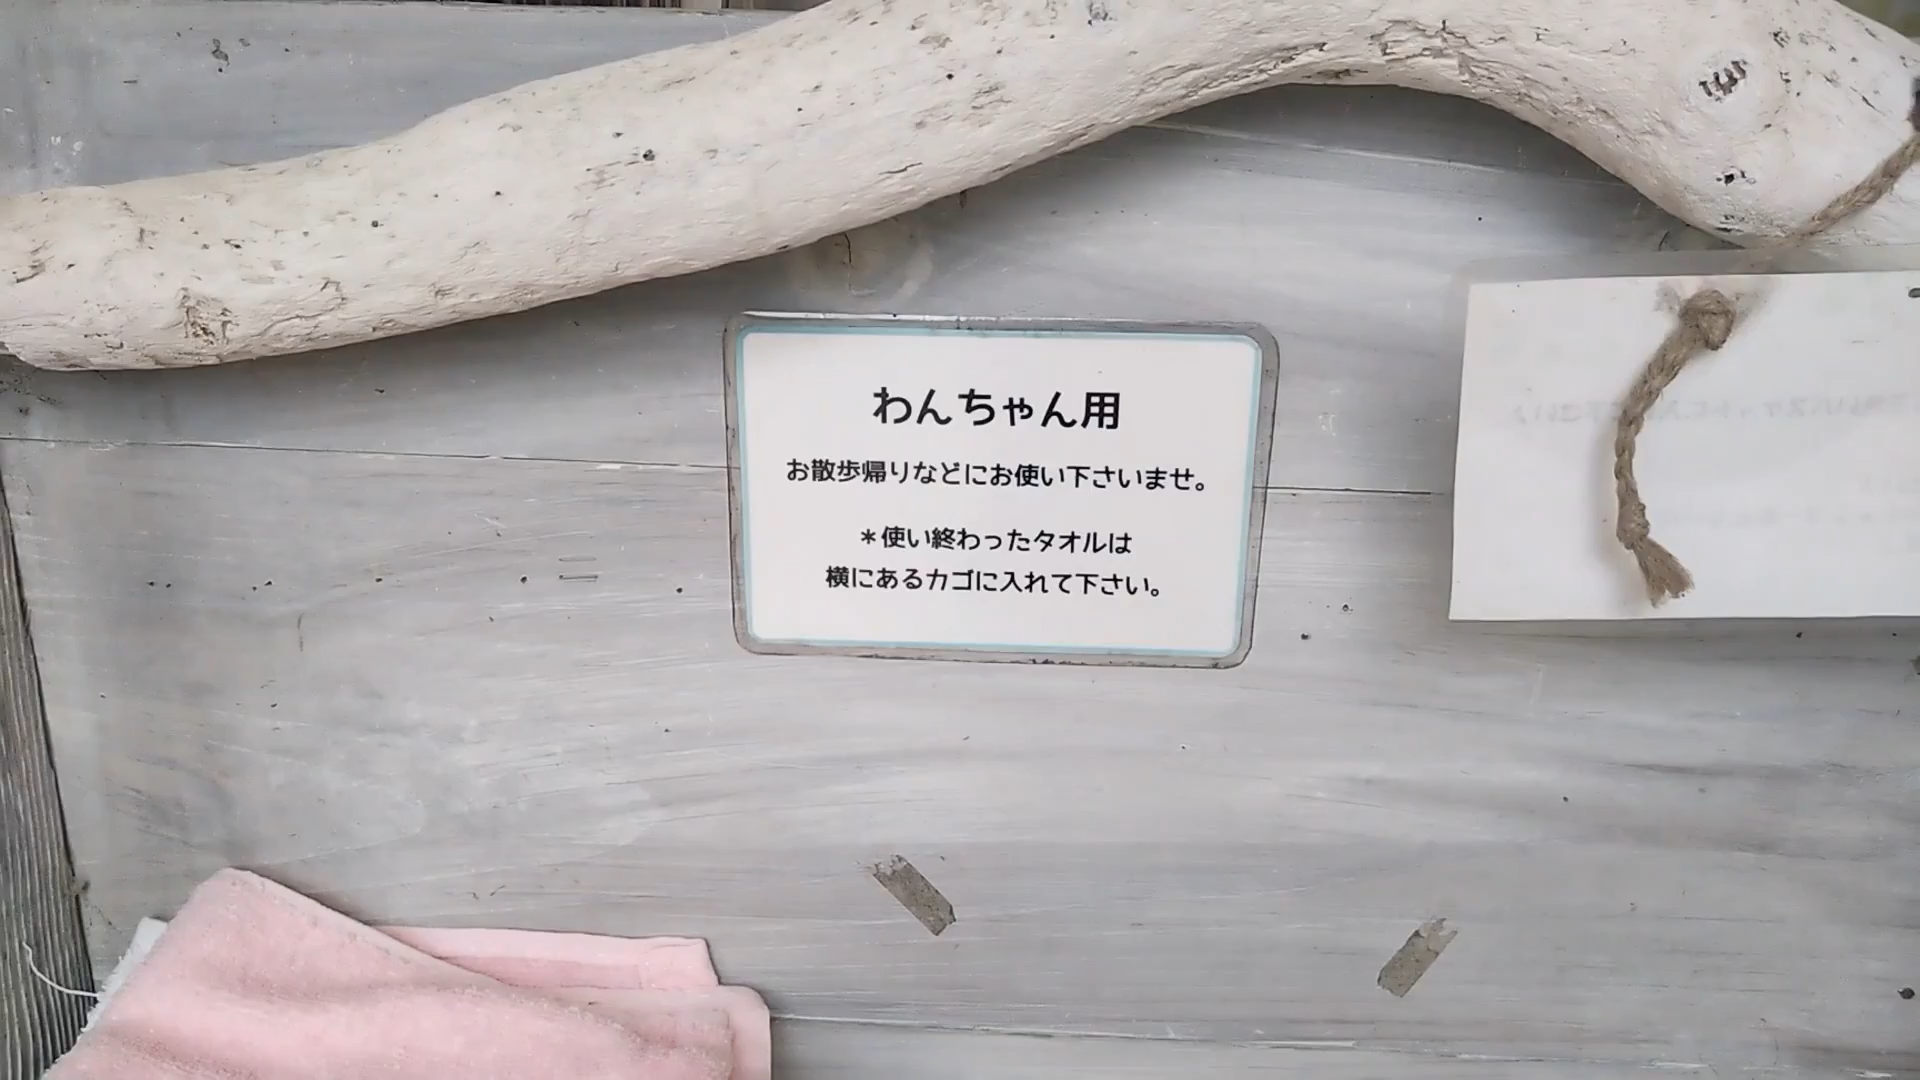 わんちゃん用
お散歩帰りなどにお使い下さいませ。
＊使い終わったタオルは
横にあるカゴに入れて下さい。